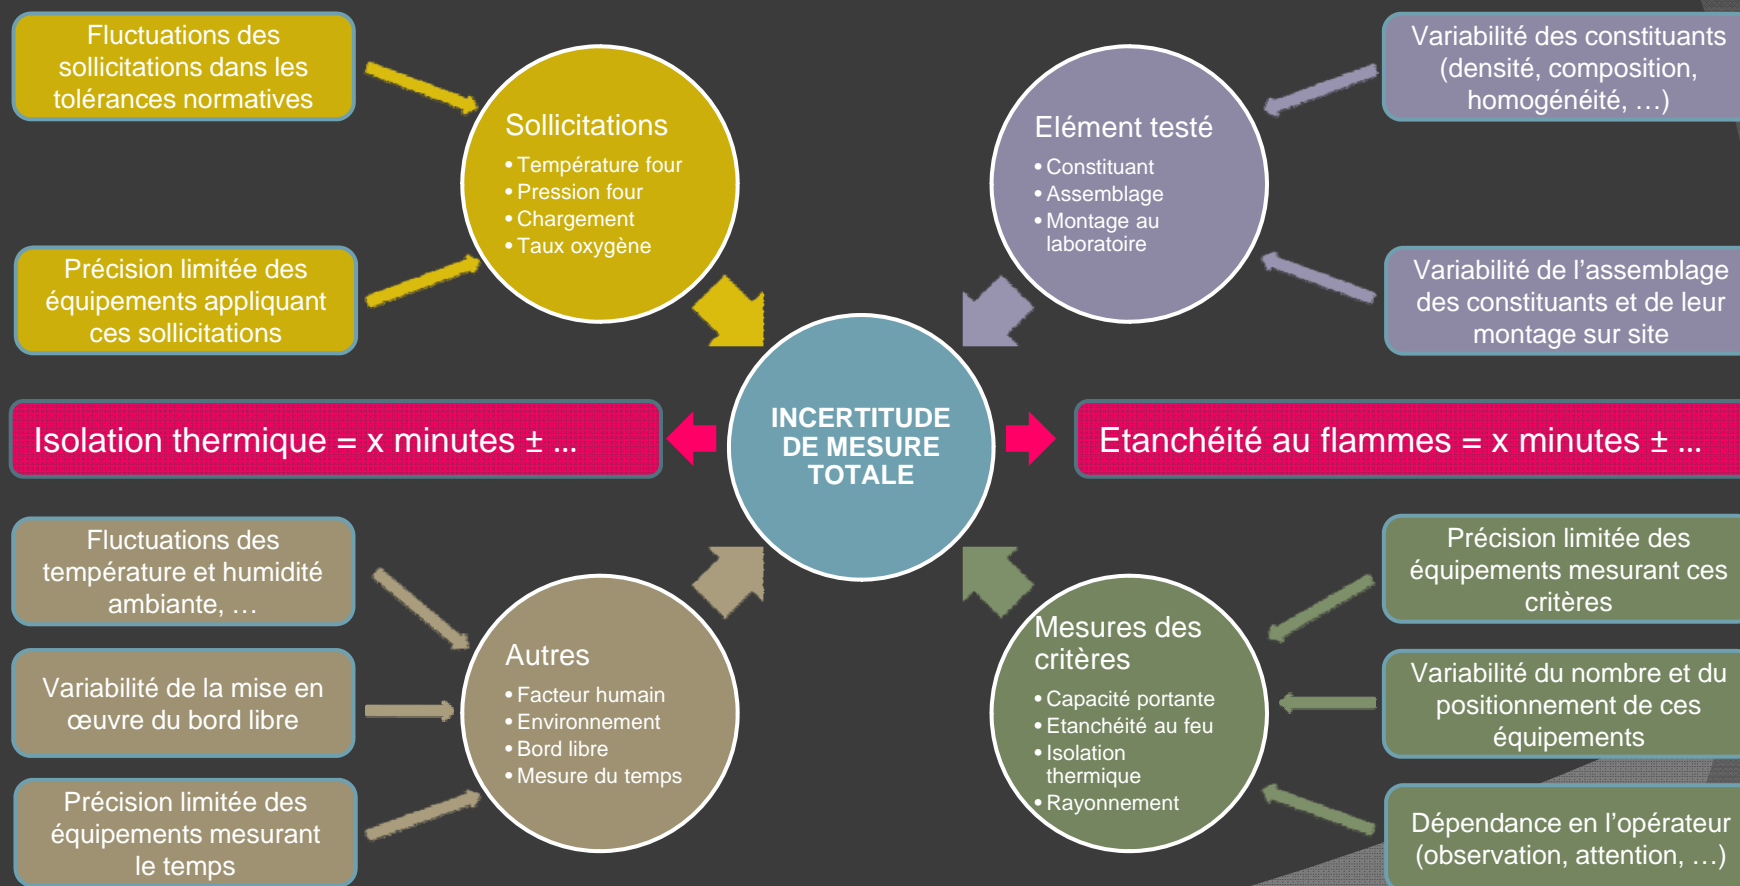 Fluctuations des
sollicitations dans les
tolérances normatives
Précision limitée des
équipements appliquant
ces sollicitations
Sollicitations
• Température four
• Pression four
• Chargement
• Taux oxygène
Elément testé
• Constituant
• Assemblage
• Montage au
laboratoire
Variabilité des constituants
(densité, composition,
homogénéité, …)
Variabilité de l’assemblage
des constituants et de leur
montage sur site
Isolation thermique = x minutes ± ...
INCERTITUDE
DE MESURE
TOTALE
Etanchéité au flammes = x minutes ± ...
Fluctuations des
température et humidité
ambiante, …
Variabilité de la mise en
œuvre du bord libre
Précision limitée des
équipements mesurant
le temps
Autres
• Facteur humain
• Environnement
• Bord libre
• Mesure du temps
Mesures des
critères
• Capacité portante
• Etanchéité au feu
• Isolation
thermique
• Rayonnement
Précision limitée des
équipements mesurant ces
critères
Variabilité du nombre et du
positionnement de ces
équipements
Dépendance en l’opérateur
(observation, attention, …)